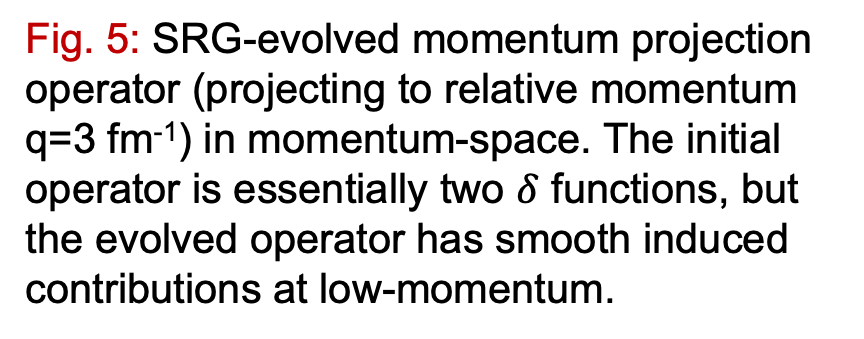 Fig. 5: SRG-evolved momentum projection
operator (projecting to relative momentum
q=3 fm⁻¹) in momentum-space. The initial
operator is essentially two δ functions, but
the evolved operator has smooth induced
contributions at low-momentum.